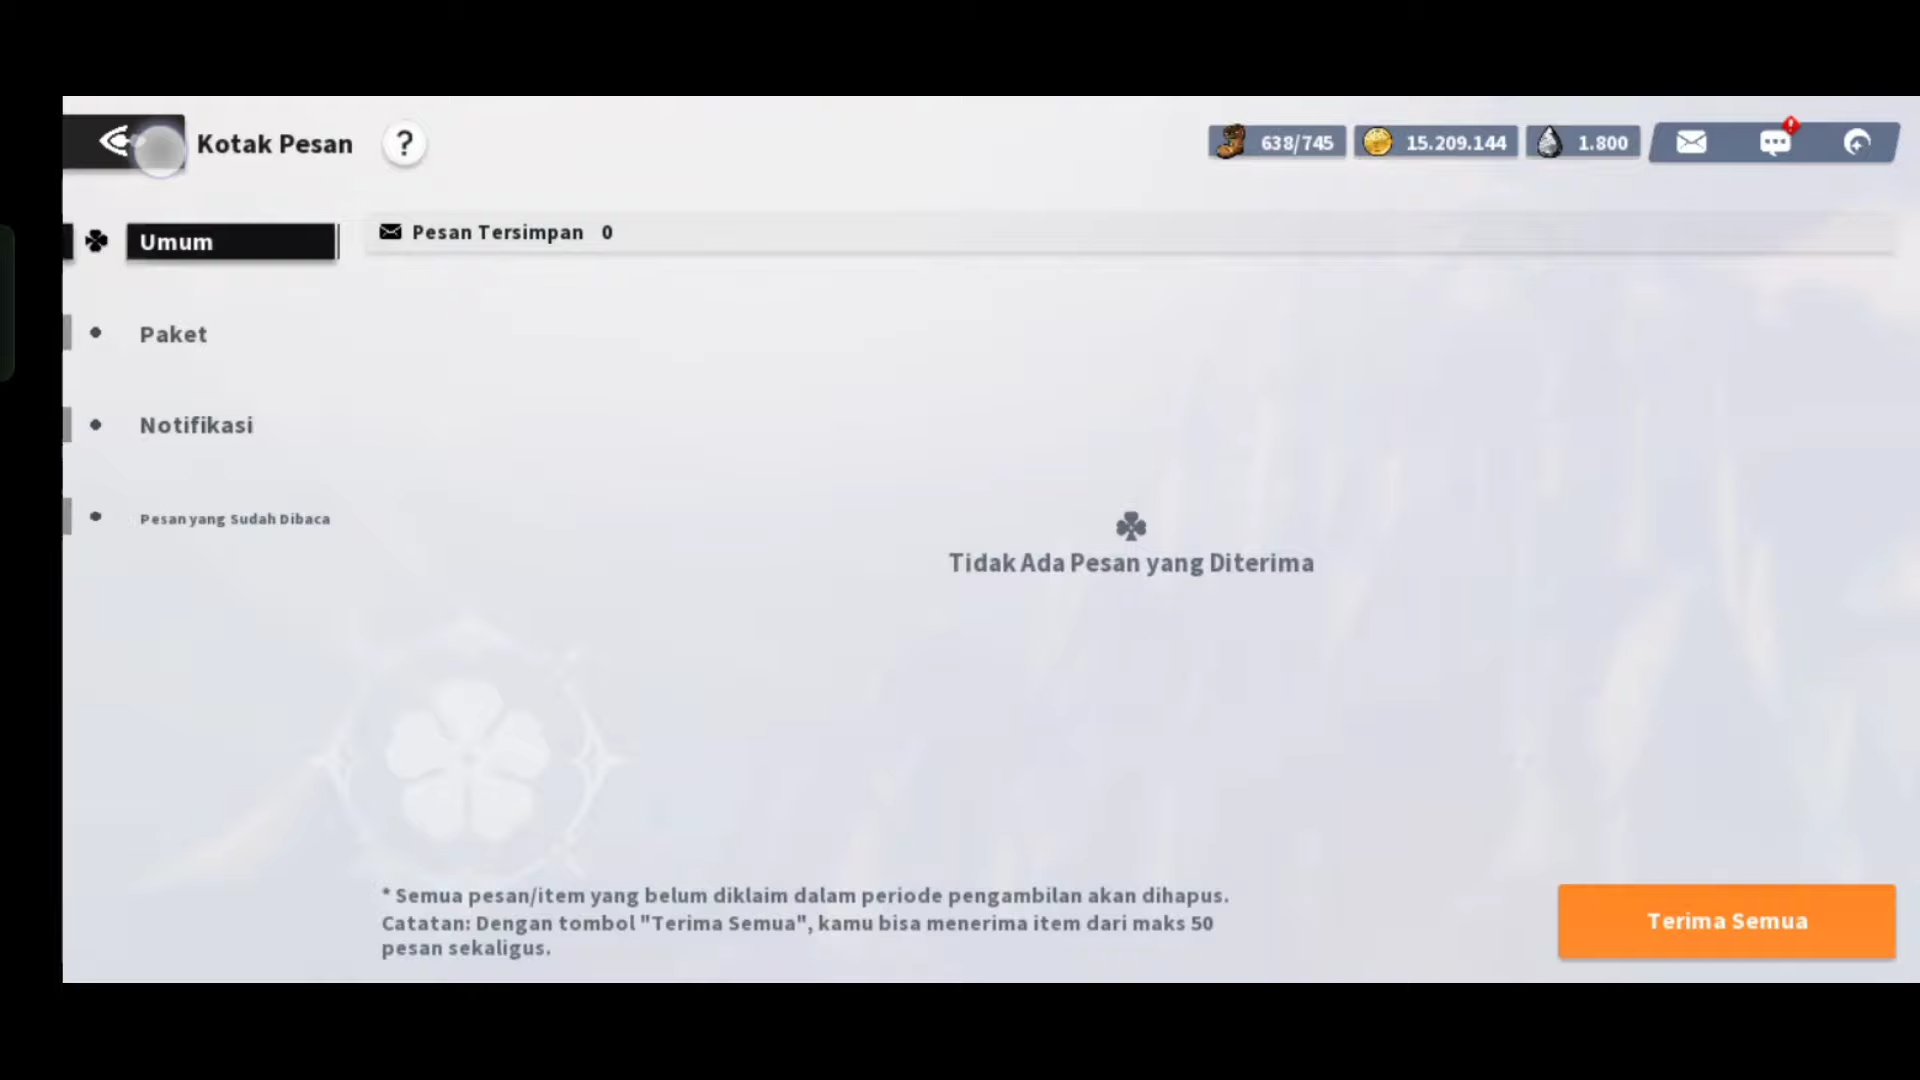 Kotak Pesan
?
638/745
15.209.144
1.800
Umum
Pesan Tersimpan 0
Paket
Notifikasi
Pesan yang Sudah Dibaca
Tidak Ada Pesan yang Diterima
* Semua pesan/item yang belum diklaim dalam periode pengambilan akan dihapus.
Catatan: Dengan tombol "Terima Semua", kamu bisa menerima item dari maks 50
pesan sekaligus.
Terima Semua